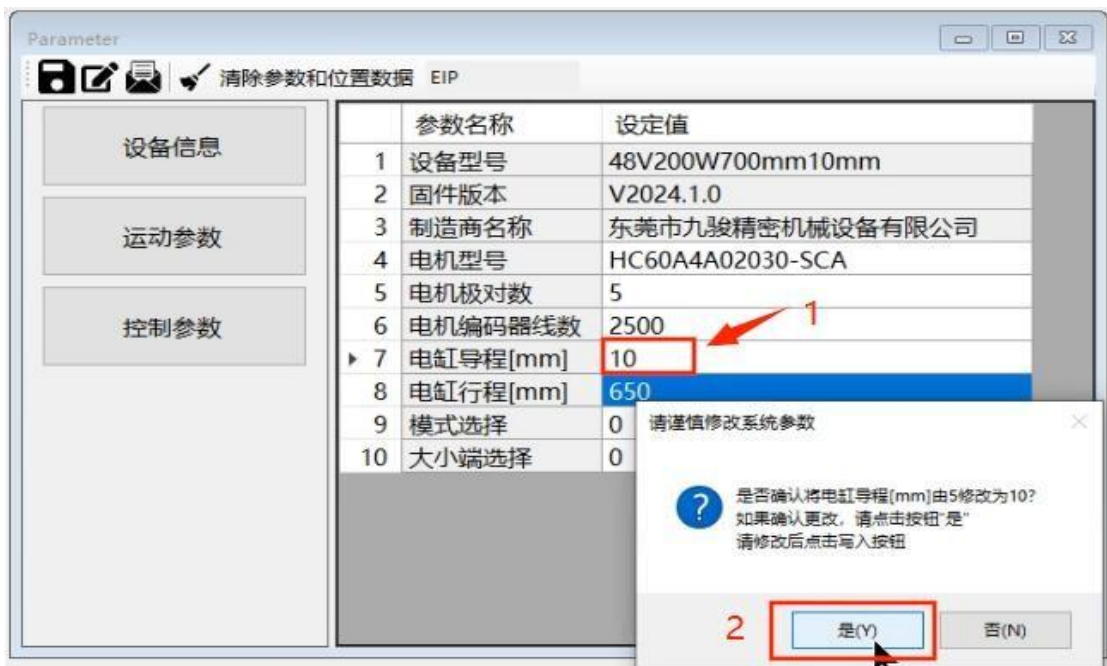 Parameter
清除参数和位置数据 EIP
设备信息
运动参数
控制参数
参数名称 设定值
1 设备型号 48V200W700mm10mm
2 固件版本 V2024.1.0
3 制造商名称 东莞市九骏精密机械设备有限公司
4 电机型号 HC60A4A02030-SCA
5 电机极对数 5
6 电机编码器线数 2500
7 电缸导程[mm] 10
8 电缸行程[mm] 650
9 模式选择 0
10 大小端选择 0
1
请谨慎修改系统参数
是否确认将电缸导程[mm]由5修改为10?
如果确认更改，请点击按钮"是"
请修改后点击写入按钮
2
是(Y)
否(N)